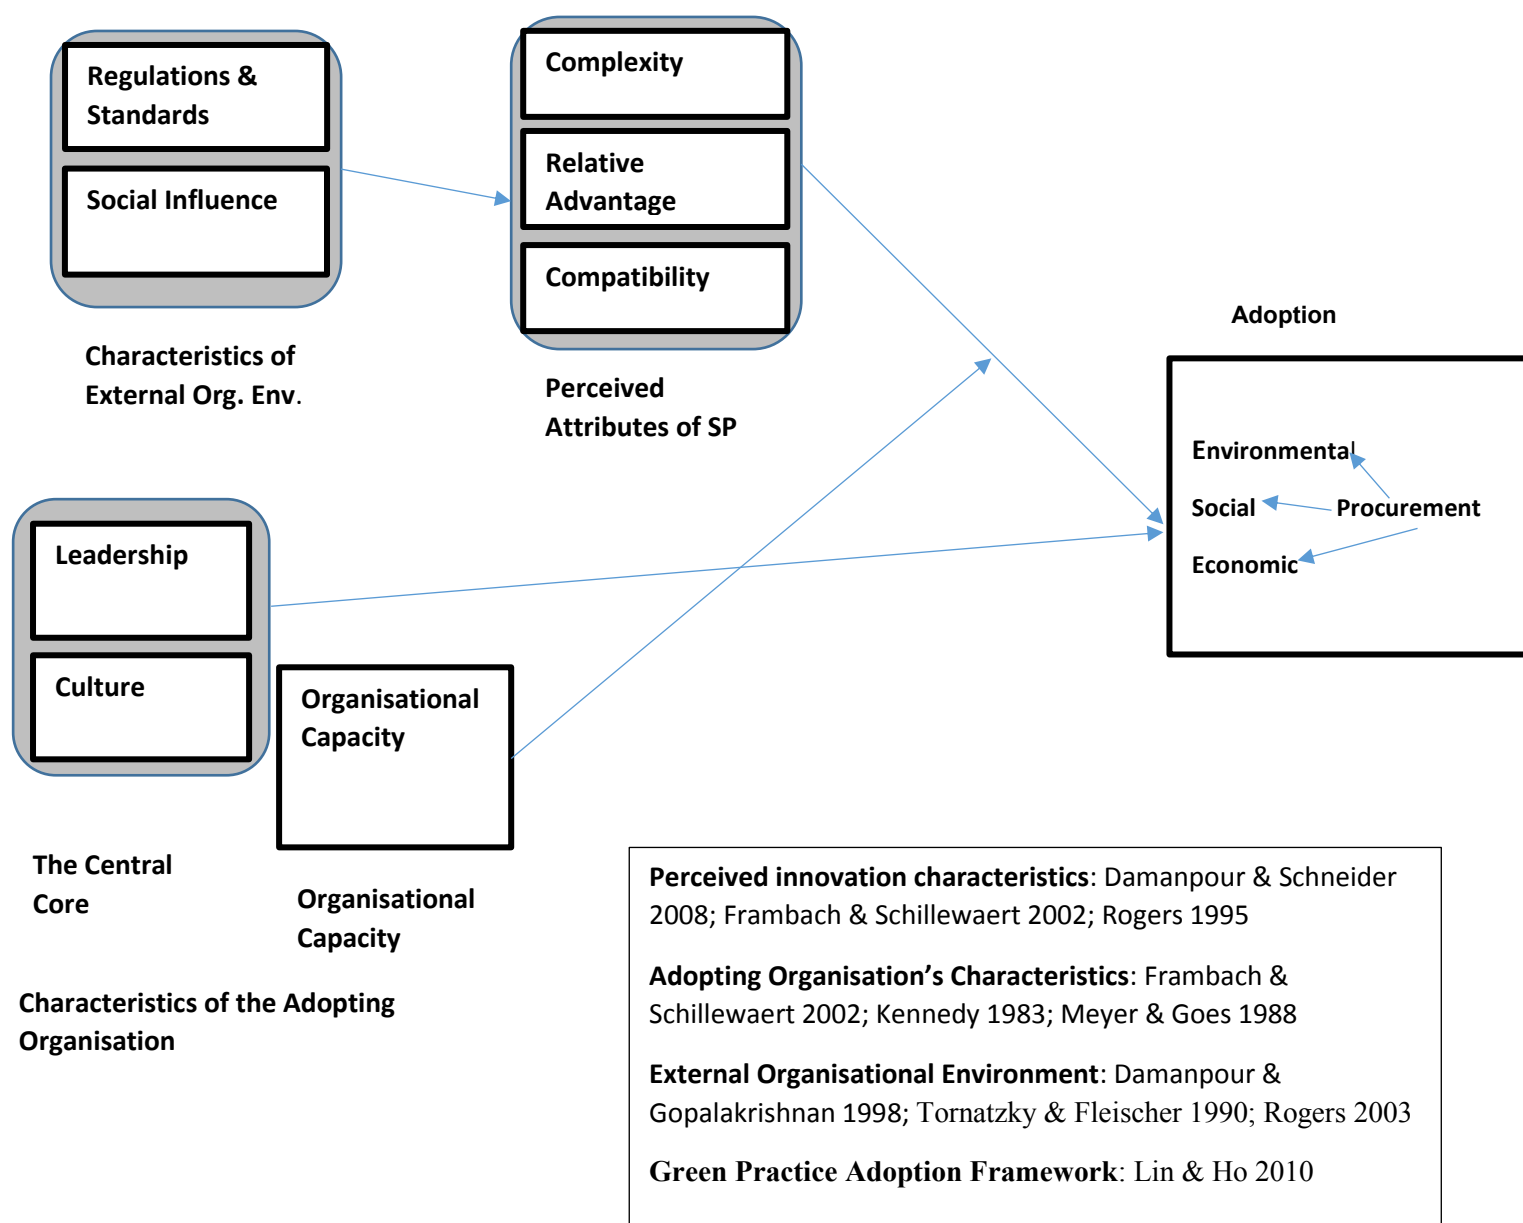 Regulations &
Standards
Social Influence
Characteristics of
External Org. Env.
Complexity
Relative
Advantage
Compatibility
Perceived
Attributes of SP
Adoption
Environmental
Social
Procurement
Economic
Leadership
Culture
Organisational
Capacity
The Central
Core
Organisational
Capacity
Characteristics of the Adopting
Organisation
Perceived innovation characteristics: Damanpour & Schneider
2008; Frambach & Schillewaert 2002; Rogers 1995
Adopting Organisation’s Characteristics: Frambach &
Schillewaert 2002; Kennedy 1983; Meyer & Goes 1988
External Organisational Environment: Damanpour &
Gopalakrishnan 1998; Tornatzky & Fleischer 1990; Rogers 2003
Green Practice Adoption Framework: Lin & Ho 2010